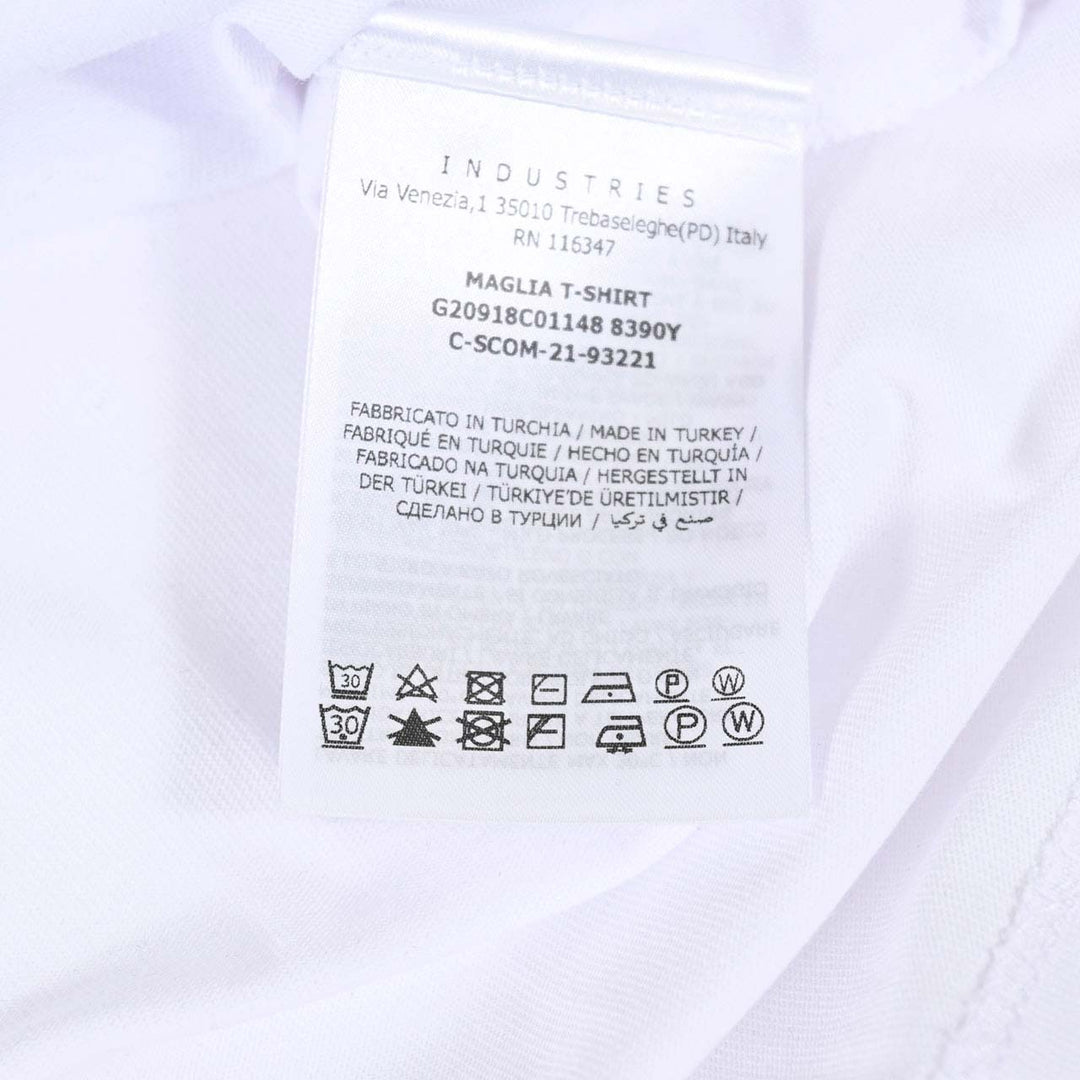 INDUSTRIES
Via Venezia,1 35010 Trebaseleghe(PD) Italy
RN 116347
MAGLIA T-SHIRT
G20918C01148 8390Y
C-SCOM-21-93221
FABBRICATO IN TURCHIA / MADE IN TURKEY /
FABRIQUÉ EN TURQUIE / HECHO EN TURQUÍA /
FABRICADO NA TURQUIA / HERGESTELLT IN
DER TÜRKEI / TÜRKIYE'DE ÜRETILMISTIR /
СДЕЛАНО В ТУРЦИИ / صنع في تركيا
30 P W
30 P W